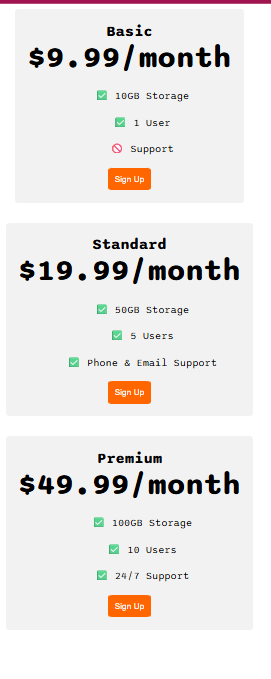 Basic
$9.99/month
✅ 10GB Storage
✅ 1 User
🚫 Support
Sign Up
Standard
$19.99/month
✅ 50GB Storage
✅ 5 Users
✅ Phone & Email Support
Sign Up
Premium
$49.99/month
✅ 100GB Storage
✅ 10 Users
✅ 24/7 Support
Sign Up